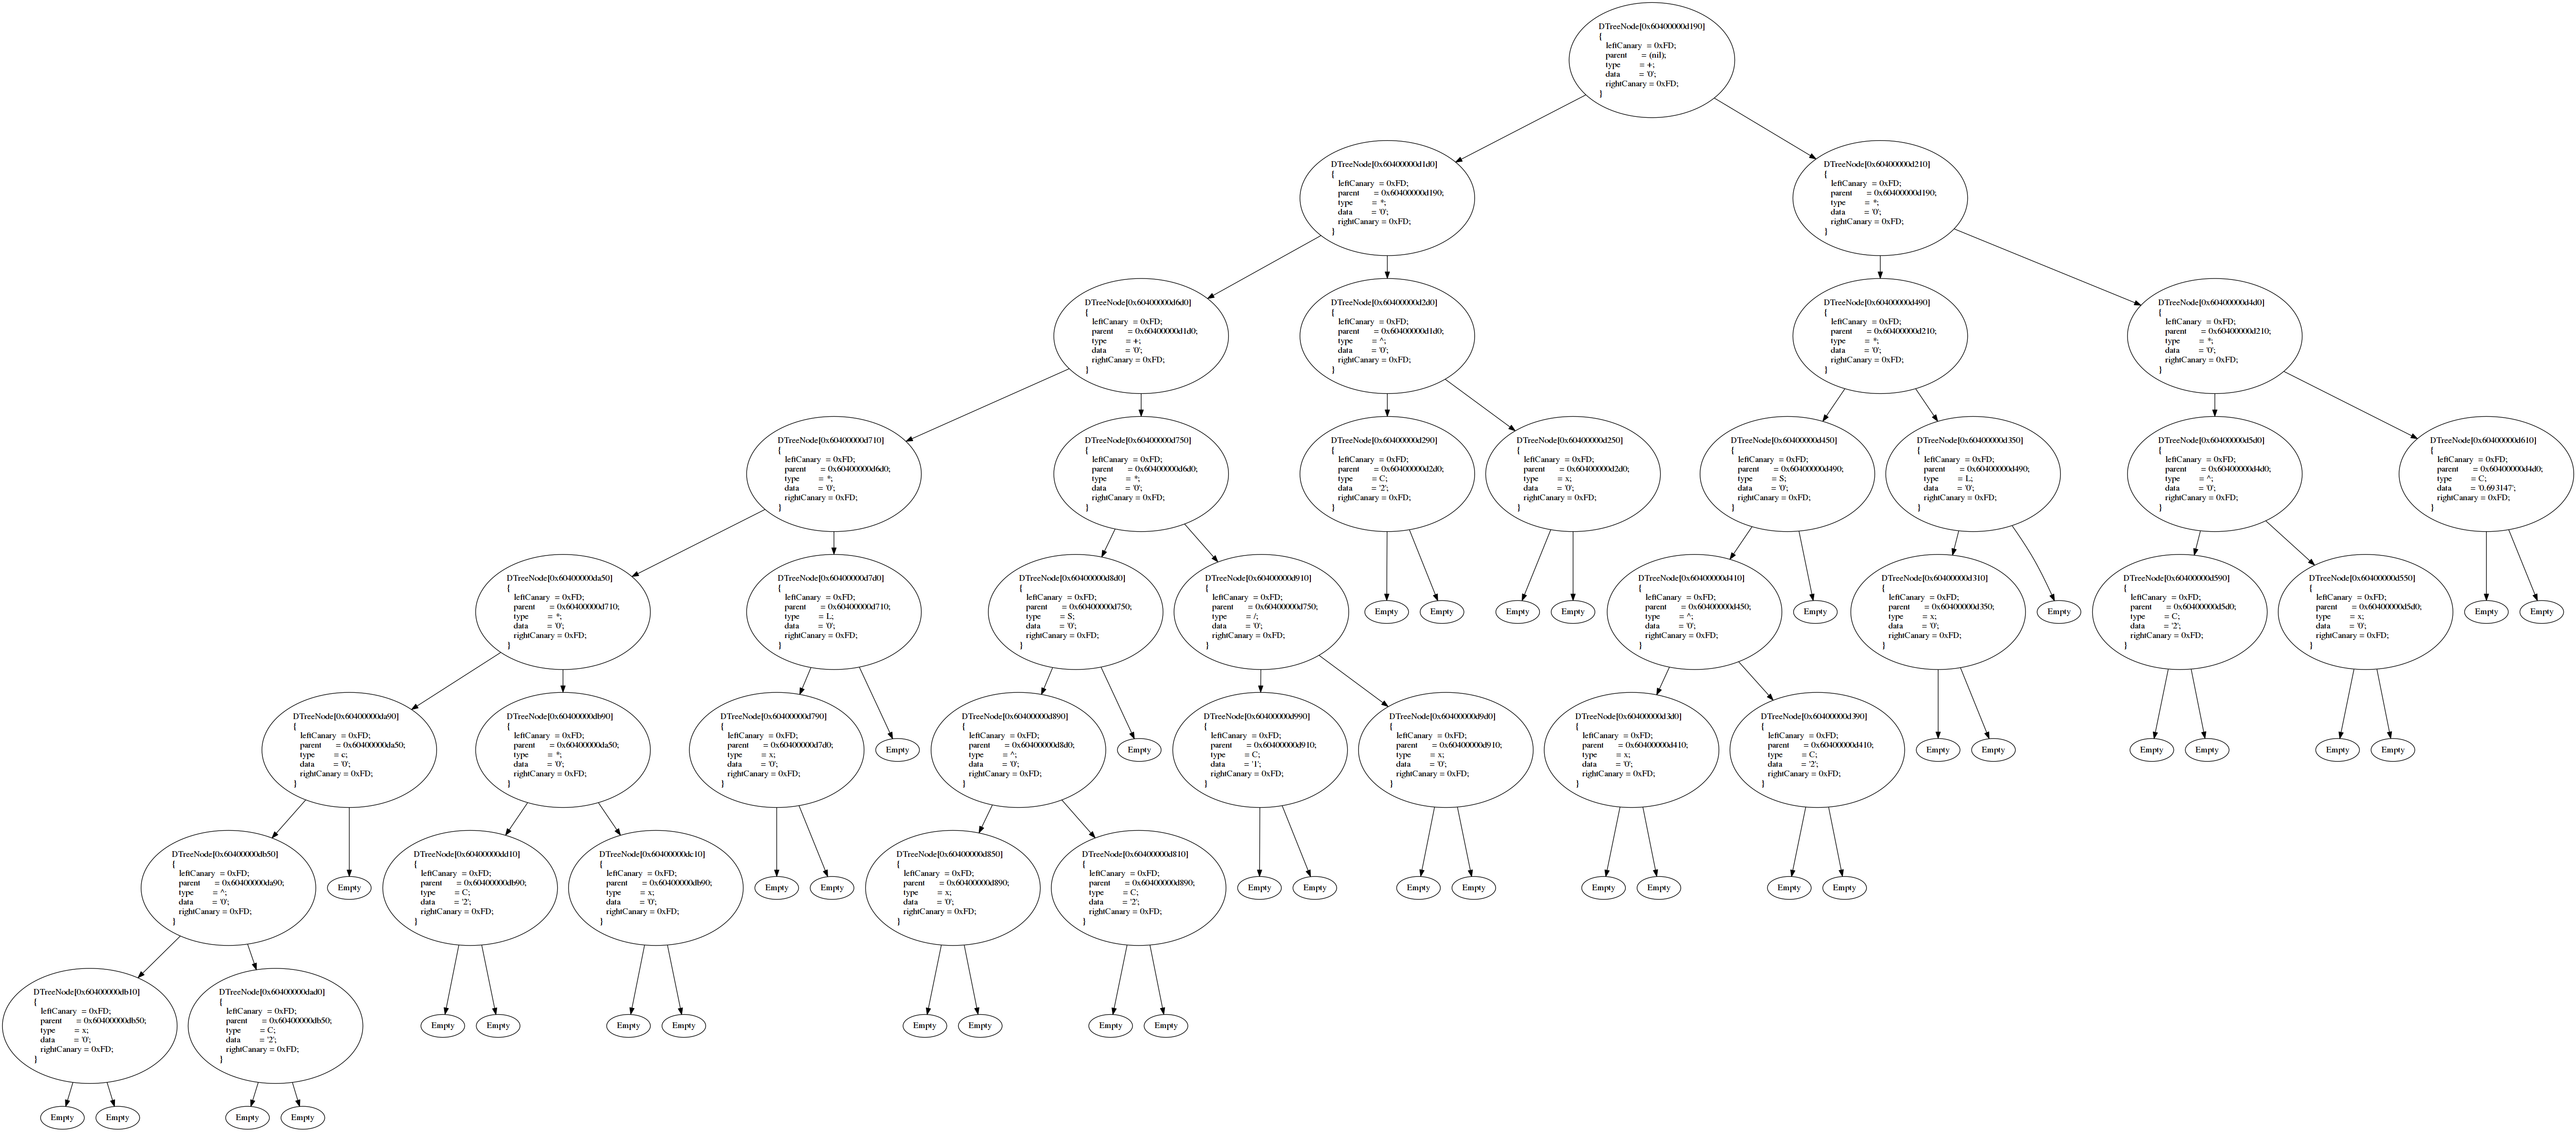 DTreeNode[0x60400000d190]
{
leftCanary = 0xFD;
parent = (nil);
type = +;
data = '0';
rightCanary = 0xFD;
}
DTreeNode[0x60400000d1d0]
{
leftCanary = 0xFD;
parent = 0x60400000d190;
type = *;
data = '0';
rightCanary = 0xFD;
}
DTreeNode[0x60400000d210]
{
leftCanary = 0xFD;
parent = 0x60400000d190;
type = *;
data = '0';
rightCanary = 0xFD;
}
DTreeNode[0x60400000d6d0]
{
leftCanary = 0xFD;
parent = 0x60400000d1d0;
type = +;
data = '0';
rightCanary = 0xFD;
}
DTreeNode[0x60400000d2d0]
{
leftCanary = 0xFD;
parent = 0x60400000d1d0;
type = ^;
data = '0';
rightCanary = 0xFD;
}
DTreeNode[0x60400000d490]
{
leftCanary = 0xFD;
parent = 0x60400000d210;
type = *;
data = '0';
rightCanary = 0xFD;
}
DTreeNode[0x60400000d4d0]
{
leftCanary = 0xFD;
parent = 0x60400000d210;
type = *;
data = '0';
rightCanary = 0xFD;
}
DTreeNode[0x60400000d710]
{
leftCanary = 0xFD;
parent = 0x60400000d6d0;
type = *;
data = '0';
rightCanary = 0xFD;
}
DTreeNode[0x60400000d750]
{
leftCanary = 0xFD;
parent = 0x60400000d6d0;
type = *;
data = '0';
rightCanary = 0xFD;
}
DTreeNode[0x60400000d290]
{
leftCanary = 0xFD;
parent = 0x60400000d2d0;
type = C;
data = '2';
rightCanary = 0xFD;
}
DTreeNode[0x60400000d250]
{
leftCanary = 0xFD;
parent = 0x60400000d2d0;
type = x;
data = '0';
rightCanary = 0xFD;
}
DTreeNode[0x60400000d450]
{
leftCanary = 0xFD;
parent = 0x60400000d490;
type = S;
data = '0';
rightCanary = 0xFD;
}
DTreeNode[0x60400000d350]
{
leftCanary = 0xFD;
parent = 0x60400000d490;
type = L;
data = '0';
rightCanary = 0xFD;
}
DTreeNode[0x60400000d5d0]
{
leftCanary = 0xFD;
parent = 0x60400000d4d0;
type = ^;
data = '0';
rightCanary = 0xFD;
}
DTreeNode[0x60400000d610]
{
leftCanary = 0xFD;
parent = 0x60400000d4d0;
type = C;
data = '0.693147';
rightCanary = 0xFD;
}
DTreeNode[0x60400000da50]
{
leftCanary = 0xFD;
parent = 0x60400000d710;
type = *;
data = '0';
rightCanary = 0xFD;
}
DTreeNode[0x60400000d7d0]
{
leftCanary = 0xFD;
parent = 0x60400000d710;
type = L;
data = '0';
rightCanary = 0xFD;
}
DTreeNode[0x60400000d8d0]
{
leftCanary = 0xFD;
parent = 0x60400000d750;
type = S;
data = '0';
rightCanary = 0xFD;
}
DTreeNode[0x60400000d910]
{
leftCanary = 0xFD;
parent = 0x60400000d750;
type = /;
data = '0';
rightCanary = 0xFD;
}
Empty
Empty
Empty
Empty
DTreeNode[0x60400000d410]
{
leftCanary = 0xFD;
parent = 0x60400000d450;
type = ^;
data = '0';
rightCanary = 0xFD;
}
Empty
DTreeNode[0x60400000d310]
{
leftCanary = 0xFD;
parent = 0x60400000d350;
type = x;
data = '0';
rightCanary = 0xFD;
}
Empty
DTreeNode[0x60400000d590]
{
leftCanary = 0xFD;
parent = 0x60400000d5d0;
type = C;
data = '2';
rightCanary = 0xFD;
}
DTreeNode[0x60400000d550]
{
leftCanary = 0xFD;
parent = 0x60400000d5d0;
type = x;
data = '0';
rightCanary = 0xFD;
}
Empty
Empty
DTreeNode[0x60400000da90]
{
leftCanary = 0xFD;
parent = 0x60400000da50;
type = c;
data = '0';
rightCanary = 0xFD;
}
DTreeNode[0x60400000db90]
{
leftCanary = 0xFD;
parent = 0x60400000da50;
type = *;
data = '0';
rightCanary = 0xFD;
}
DTreeNode[0x60400000d790]
{
leftCanary = 0xFD;
parent = 0x60400000d7d0;
type = x;
data = '0';
rightCanary = 0xFD;
}
Empty
DTreeNode[0x60400000d890]
{
leftCanary = 0xFD;
parent = 0x60400000d8d0;
type = ^;
data = '0';
rightCanary = 0xFD;
}
Empty
DTreeNode[0x60400000d990]
{
leftCanary = 0xFD;
parent = 0x60400000d910;
type = C;
data = '1';
rightCanary = 0xFD;
}
DTreeNode[0x60400000d9d0]
{
leftCanary = 0xFD;
parent = 0x60400000d910;
type = x;
data = '0';
rightCanary = 0xFD;
}
DTreeNode[0x60400000d3d0]
{
leftCanary = 0xFD;
parent = 0x60400000d410;
type = x;
data = '0';
rightCanary = 0xFD;
}
DTreeNode[0x60400000d390]
{
leftCanary = 0xFD;
parent = 0x60400000d410;
type = C;
data = '2';
rightCanary = 0xFD;
}
Empty
Empty
Empty
Empty
Empty
Empty
DTreeNode[0x60400000db50]
{
leftCanary = 0xFD;
parent = 0x60400000da90;
type = ^;
data = '0';
rightCanary = 0xFD;
}
Empty
DTreeNode[0x60400000dd10]
{
leftCanary = 0xFD;
parent = 0x60400000db90;
type = C;
data = '2';
rightCanary = 0xFD;
}
DTreeNode[0x60400000dc10]
{
leftCanary = 0xFD;
parent = 0x60400000db90;
type = x;
data = '0';
rightCanary = 0xFD;
}
Empty
Empty
DTreeNode[0x60400000d850]
{
leftCanary = 0xFD;
parent = 0x60400000d890;
type = x;
data = '0';
rightCanary = 0xFD;
}
DTreeNode[0x60400000d810]
{
leftCanary = 0xFD;
parent = 0x60400000d890;
type = C;
data = '2';
rightCanary = 0xFD;
}
Empty
Empty
Empty
Empty
Empty
Empty
Empty
Empty
DTreeNode[0x60400000db10]
{
leftCanary = 0xFD;
parent = 0x60400000db50;
type = x;
data = '0';
rightCanary = 0xFD;
}
DTreeNode[0x60400000dad0]
{
leftCanary = 0xFD;
parent = 0x60400000db50;
type = C;
data = '2';
rightCanary = 0xFD;
}
Empty
Empty
Empty
Empty
Empty
Empty
Empty
Empty
Empty
Empty
Empty
Empty